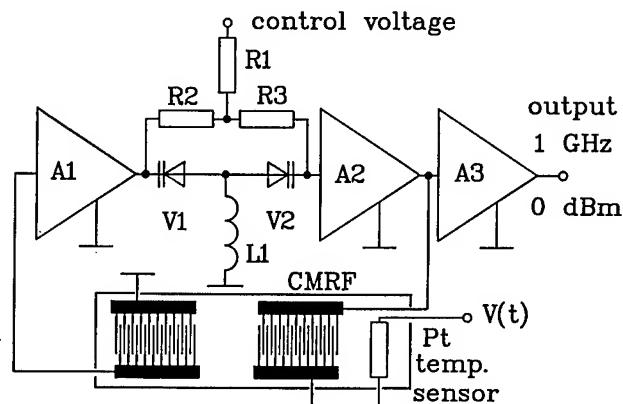 control voltage
R1
R2
R3
output
1 GHz
A1
A2
A3
0 dBm
V1
V2
L1
CMRF
V(t)
Pt
temp.
sensor